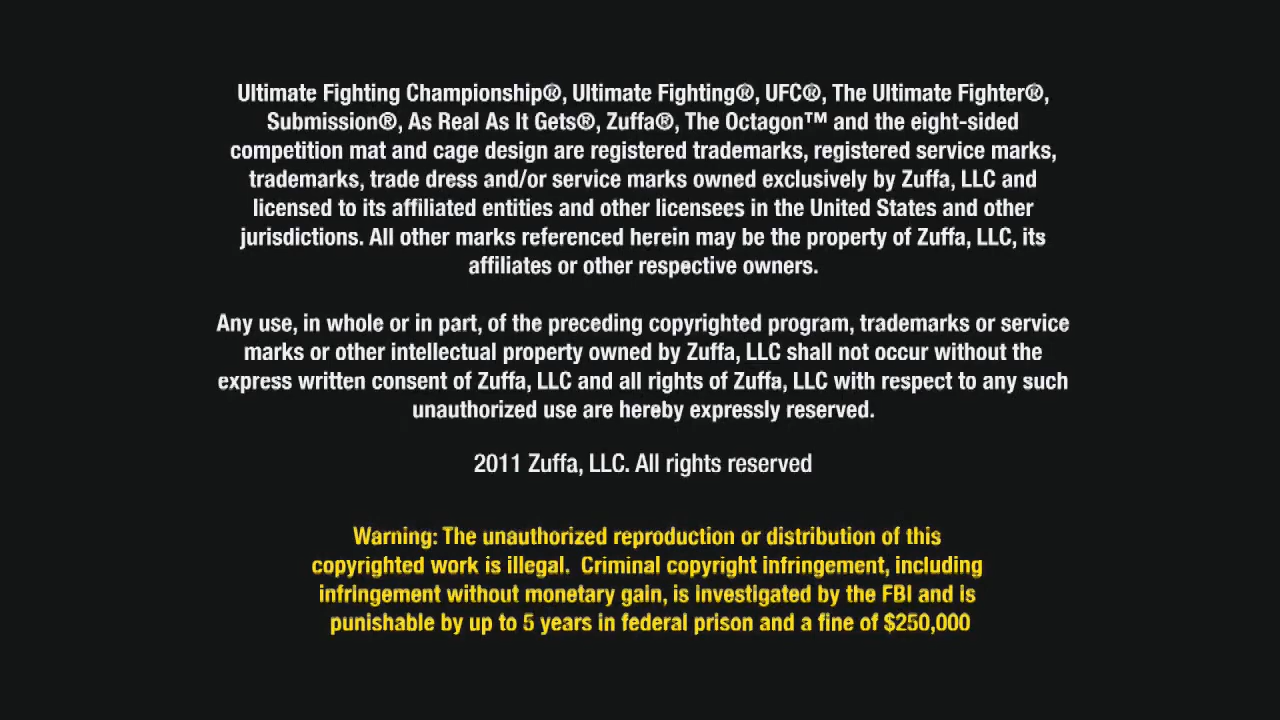 Ultimate Fighting Championship®, Ultimate Fighting®, UFC®, The Ultimate Fighter®,
Submission®, As Real As It Gets®, Zuffa®, The Octagon™ and the eight-sided
competition mat and cage design are registered trademarks, registered service marks,
trademarks, trade dress and/or service marks owned exclusively by Zuffa, LLC and
licensed to its affiliated entities and other licensees in the United States and other
jurisdictions. All other marks referenced herein may be the property of Zuffa, LLC, its
affiliates or other respective owners.
Any use, in whole or in part, of the preceding copyrighted program, trademarks or service
marks or other intellectual property owned by Zuffa, LLC shall not occur without the
express written consent of Zuffa, LLC and all rights of Zuffa, LLC with respect to any such
unauthorized use are hereby expressly reserved.
2011 Zuffa, LLC. All rights reserved
Warning: The unauthorized reproduction or distribution of this
copyrighted work is illegal.  Criminal copyright infringement, including
infringement without monetary gain, is investigated by the FBI and is
punishable by up to 5 years in federal prison and a fine of $250,000